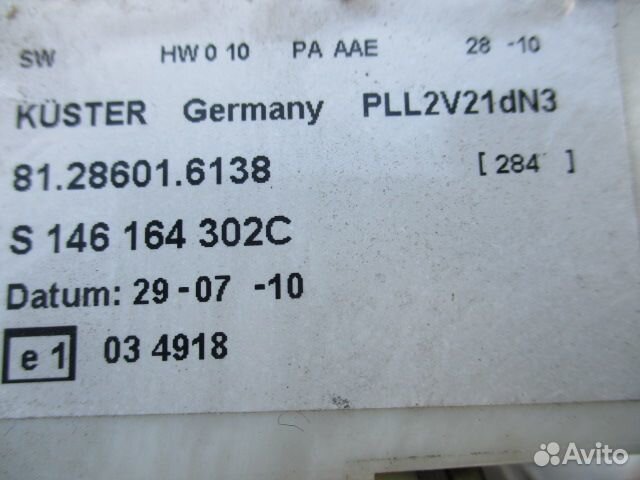 SW HW 0 10 PA AAE 28 -10
KÜSTER Germany PLL2V21dN3
81.28601.6138 [ 284' ]
S 146 164 302C
Datum: 29-07 -10
e 1 03 4918
Avito